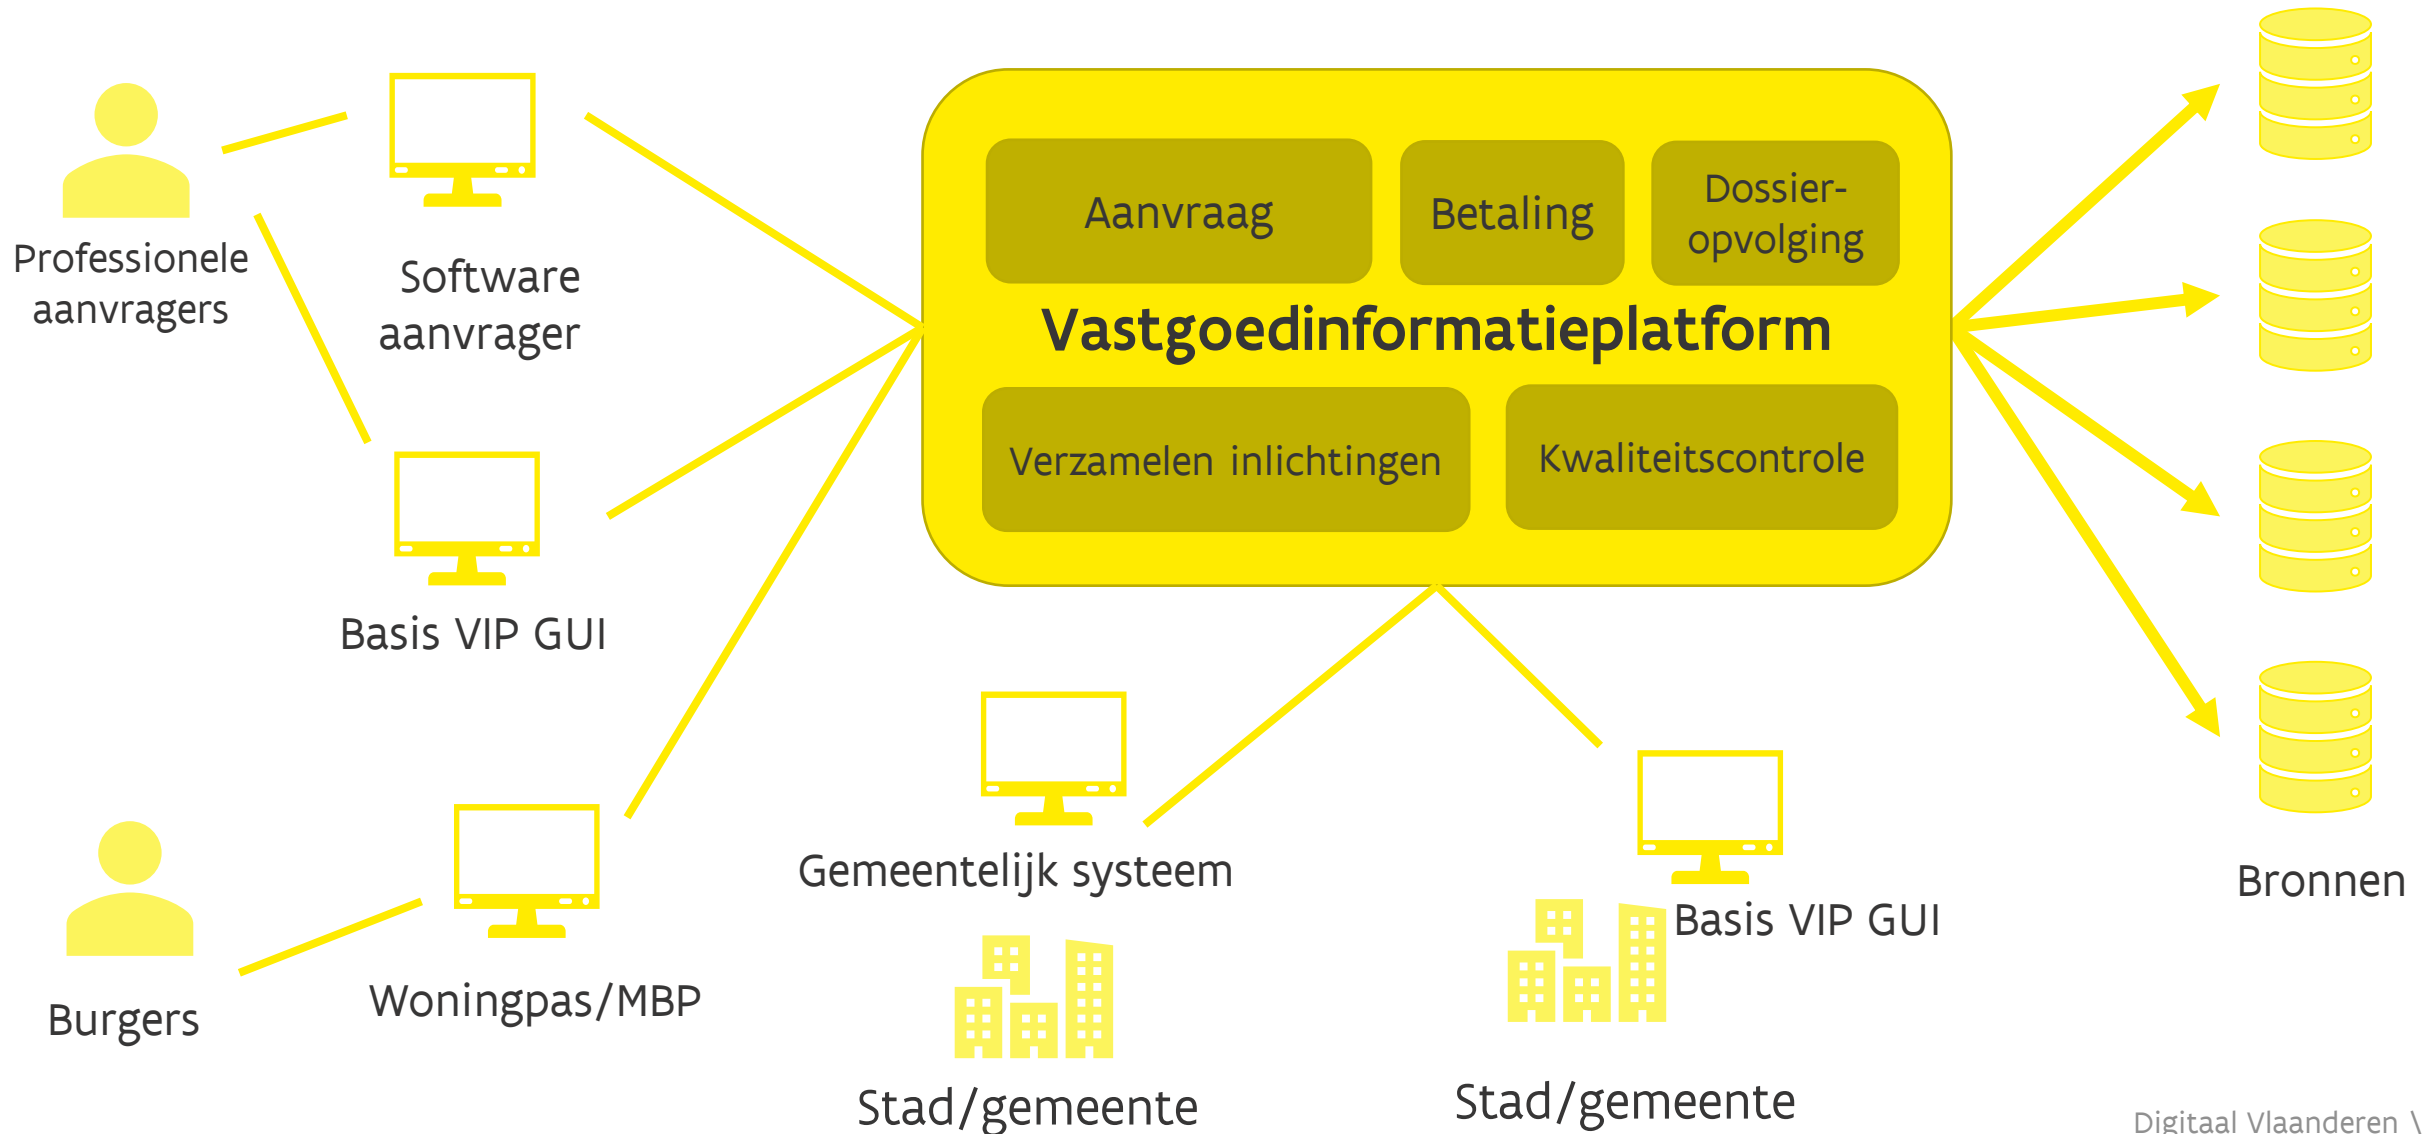 Professionele
aanvragers
Software
aanvrager
Basis VIP GUI
Burgers
Woningpas/MBP
Aanvraag
Betaling
Dossier-
opvolging
Vastgoedinformatieplatform
Verzamelen inlichtingen
Kwaliteitscontrole
Gemeentelijk systeem
Stad/gemeente
Basis VIP GUI
Stad/gemeente
Bronnen
Digitaal Vlaanderen \